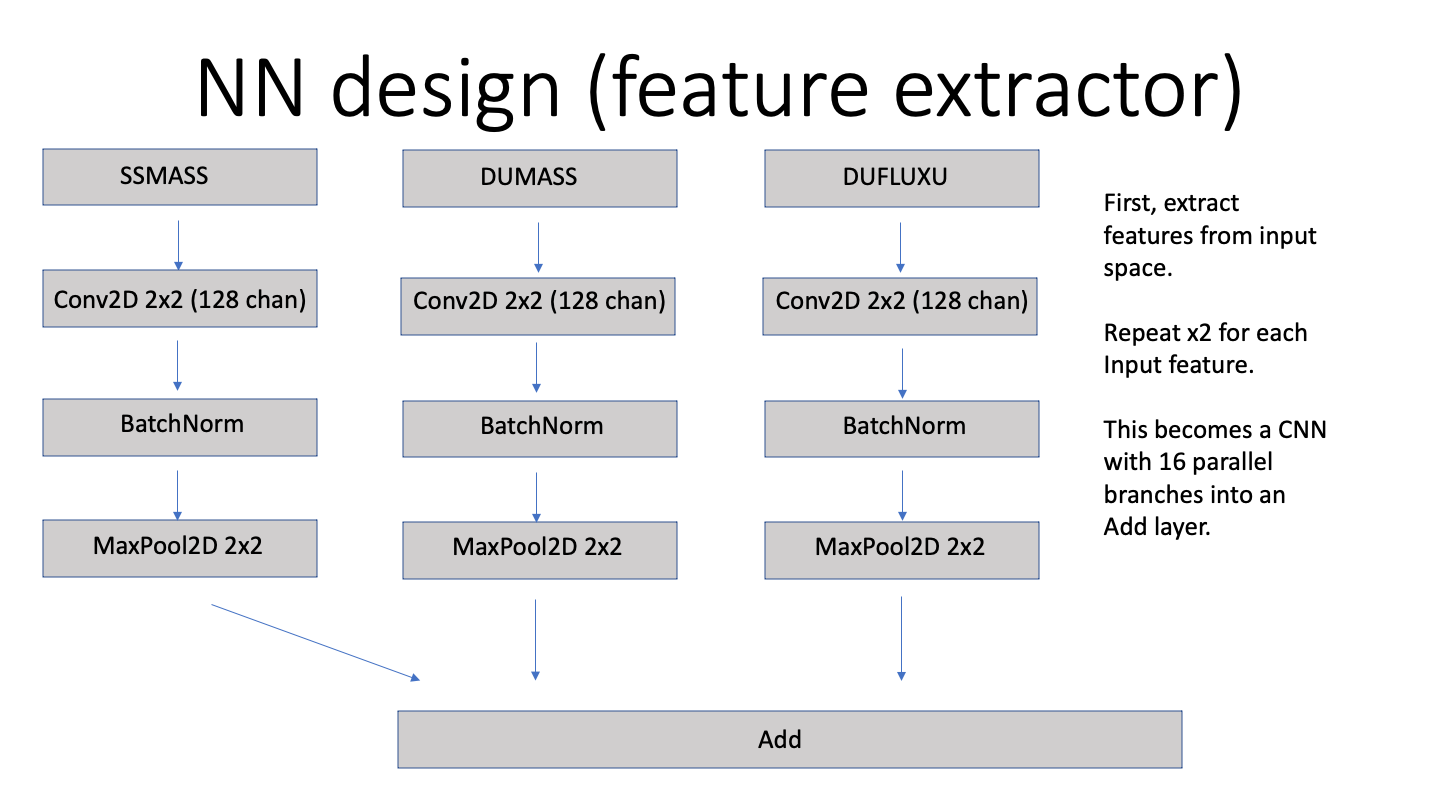 NN design (feature extractor)
SSMASS
DUMASS
DUFLUXU
Conv2D 2x2 (128 chan)
Conv2D 2x2 (128 chan)
Conv2D 2x2 (128 chan)
BatchNorm
BatchNorm
BatchNorm
MaxPool2D 2x2
MaxPool2D 2x2
MaxPool2D 2x2
Add
First, extract
features from input
space.
Repeat x2 for each
Input feature.
This becomes a CNN
with 16 parallel
branches into an
Add layer.